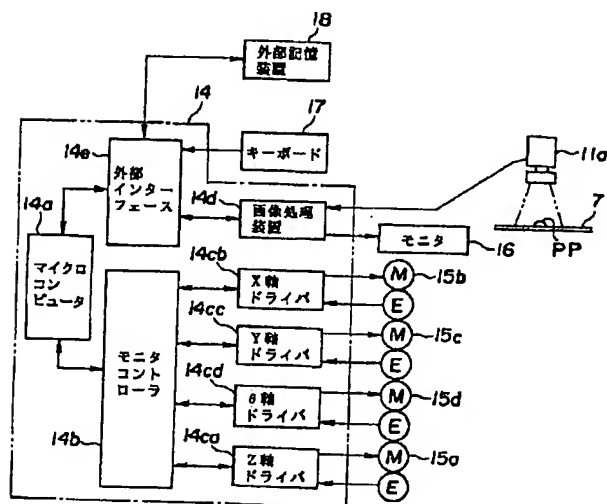 18
外部記憶
装置
14
14e
17
キーボード
外部
インター
フェース
11a
14a
14d
画像処理
装置
7
PP
モニタ
16
マイクロ
コン
ピュータ
14cb
X軸
ドライバ
M
15b
E
14cc
Y軸
ドライバ
M
15c
E
モニタ
コント
ローラ
14cd
θ軸
ドライバ
M
15d
E
14b
14ca
Z軸
ドライバ
M
15a
E